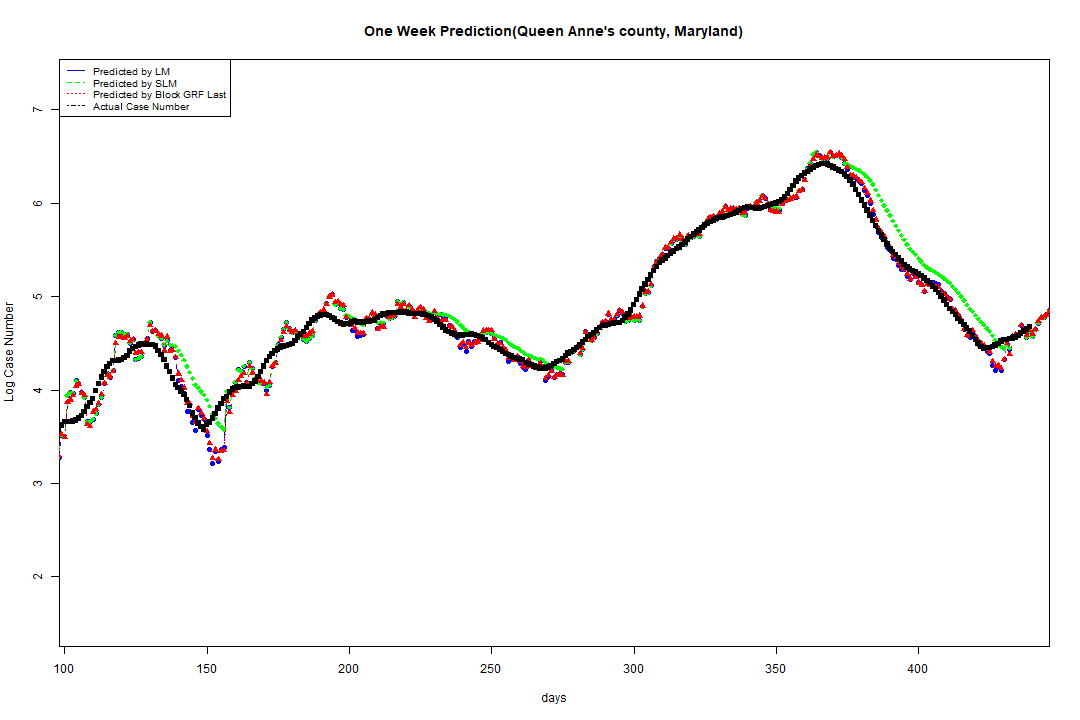 One Week Prediction(Queen Anne's county, Maryland)
Predicted by LM
Predicted by SLM
Predicted by Block GRF Last
Actual Case Number
7
6
5
4
3
2
Log Case Number
100 150 200 250 300 350 400
days